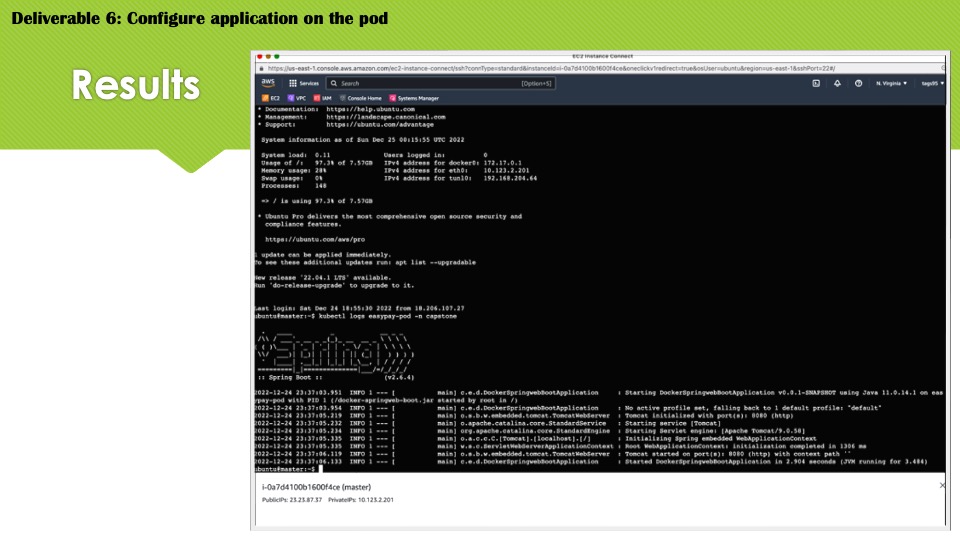 Deliverable 6: Configure application on the pod
Results
EC2 Instance Connect
https://us-east-1.console.aws.amazon.com/ec2-instance-connect/ssh?connType=standard&instanceId=i-0a7d4100b1600f4ce&osUser=ubuntu&region=us-east-1&sshPort=22#/
aws Services Search [Option+S] N. Virginia tags95
EC2 VPC IAM Console Home Systems Manager
* Documentation: https://help.ubuntu.com
* Management: https://landscape.canonical.com
* Support: https://ubuntu.com/advantage
System information as of Sun Dec 25 00:15:55 UTC 2022
System load: 0.11 Users logged in: 0
Usage of /: 97.3% of 7.57GB IPv4 address for docker0: 172.17.0.1
Memory usage: 28% IPv4 address for eth0: 10.123.2.201
Swap usage: 0% IPv4 address for tunl0: 192.168.204.64
Processes: 148
=> / is using 97.3% of 7.57GB
* Ubuntu Pro delivers the most comprehensive open source security and
compliance features.
https://ubuntu.com/aws/pro
1 update can be applied immediately.
To see these additional updates run: apt list --upgradable
New release '22.04.1 LTS' available.
Run 'do-release-upgrade' to upgrade to it.
Last login: Sat Dec 24 18:55:30 2022 from 18.206.107.27
ubuntu@master:~$ kubectl logs easypay-pod -n capstone
:: Spring Boot :: (v2.6.4)
2022-12-24 23:37:03.951 INFO 1 --- [ main] c.e.d.DockerSpringwebBootApplication : Starting DockerSpringwebBootApplication v0.0.1-SNAPSHOT using Java 11.0.14.1 on eas
ypay-pod with PID 1 (/docker-springweb-boot.jar started by root in /)
2022-12-24 23:37:03.954 INFO 1 --- [ main] c.e.d.DockerSpringwebBootApplication : No active profile set, falling back to 1 default profile: "default"
2022-12-24 23:37:05.219 INFO 1 --- [ main] o.s.b.w.embedded.tomcat.TomcatWebServer : Tomcat initialized with port(s): 8080 (http)
2022-12-24 23:37:05.232 INFO 1 --- [ main] o.apache.catalina.core.StandardService : Starting service [Tomcat]
2022-12-24 23:37:05.234 INFO 1 --- [ main] org.apache.catalina.core.StandardEngine : Starting Servlet engine: [Apache Tomcat/9.0.58]
2022-12-24 23:37:05.335 INFO 1 --- [ main] o.a.c.c.C.[Tomcat].[localhost].[/] : Initializing Spring embedded WebApplicationContext
2022-12-24 23:37:05.335 INFO 1 --- [ main] w.s.c.ServletWebServerApplicationContext : Root WebApplicationContext: initialization completed in 1306 ms
2022-12-24 23:37:06.119 INFO 1 --- [ main] o.s.b.w.embedded.tomcat.TomcatWebServer : Tomcat started on port(s): 8080 (http) with context path ''
2022-12-24 23:37:06.133 INFO 1 --- [ main] c.e.d.DockerSpringwebBootApplication : Started DockerSpringwebBootApplication in 2.904 seconds (JVM running for 3.484)
ubuntu@master:~$
i-0a7d4100b1600f4ce (master)
PublicIPs: 23.23.87.37 PrivateIPs: 10.123.2.201